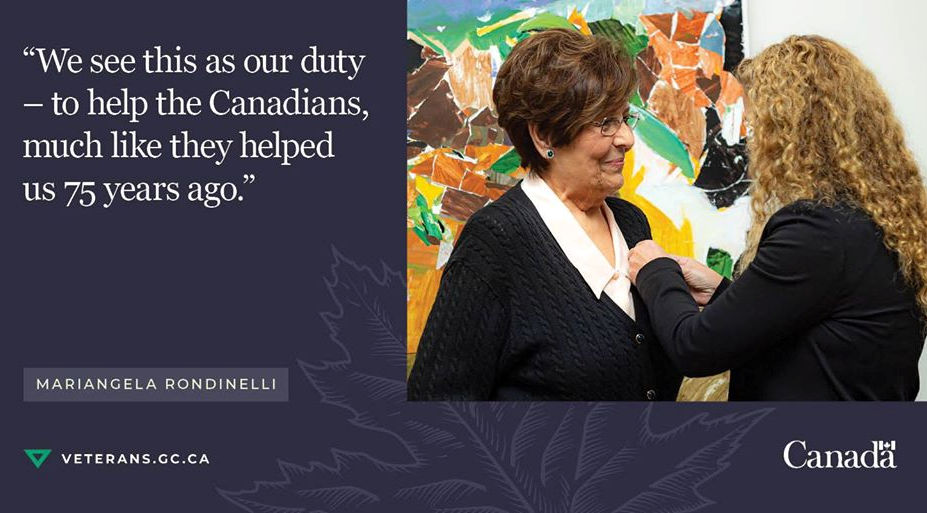 “We see this as our duty
– to help the Canadians,
much like they helped
us 75 years ago.”
MARIANGELA RONDINELLI
VETERANS.GC.CA
Canada